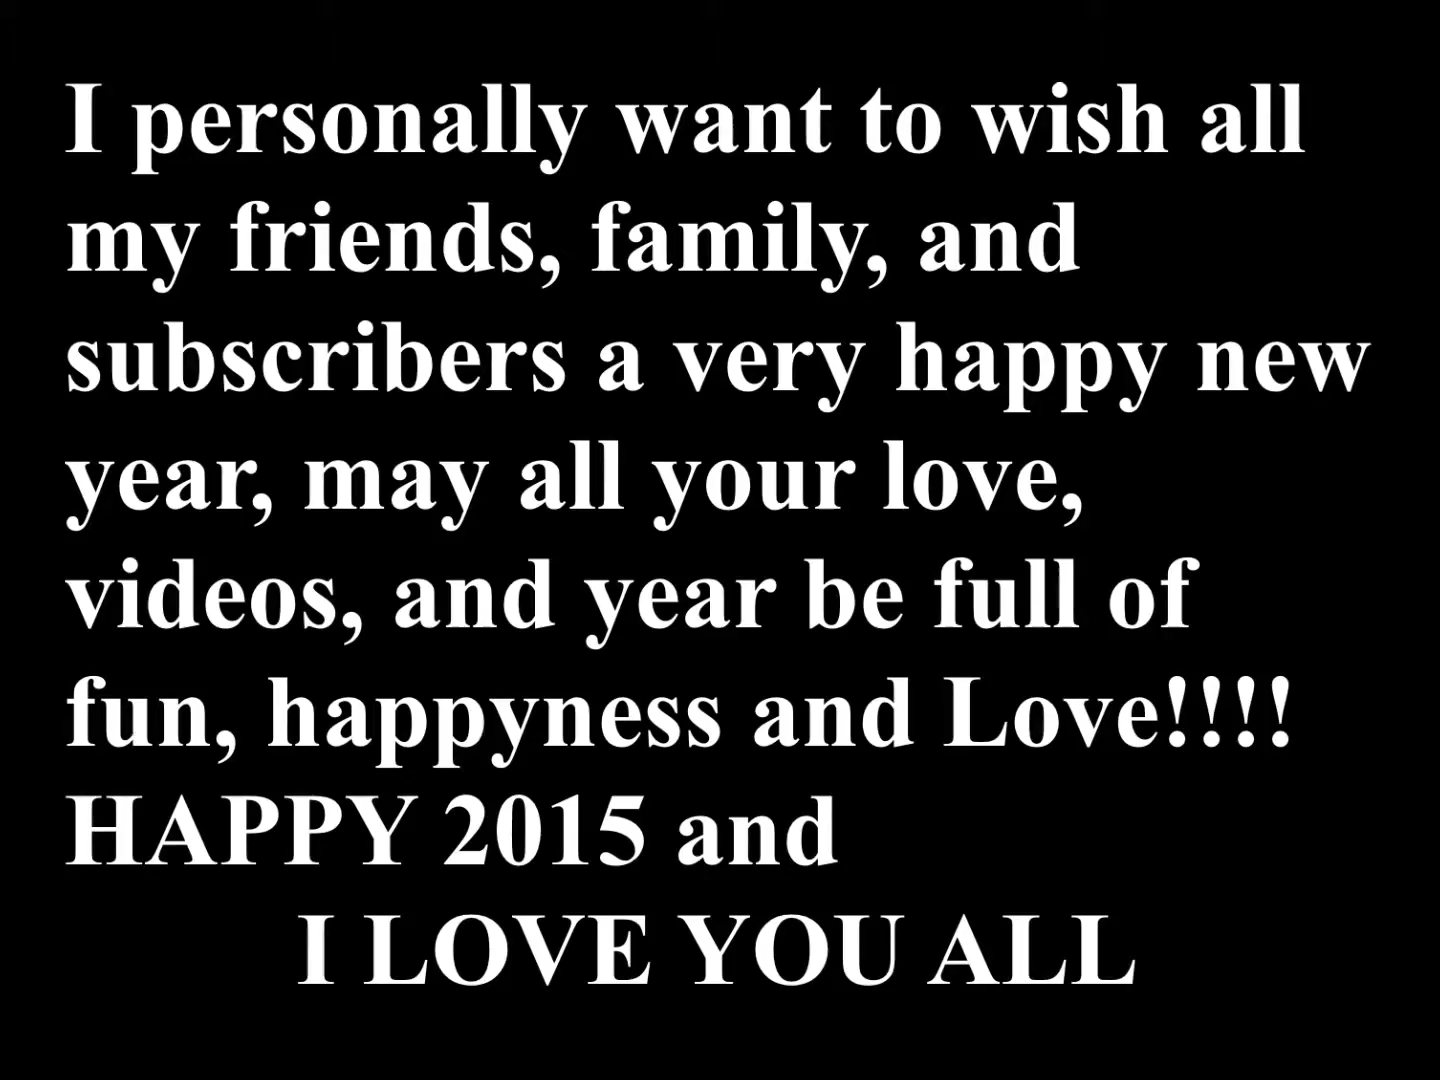 I personally want to wish all
my friends, family, and
subscribers a very happy new
year, may all your love,
videos, and year be full of
fun, happyness and Love!!!!
HAPPY 2015 and
I LOVE YOU ALL